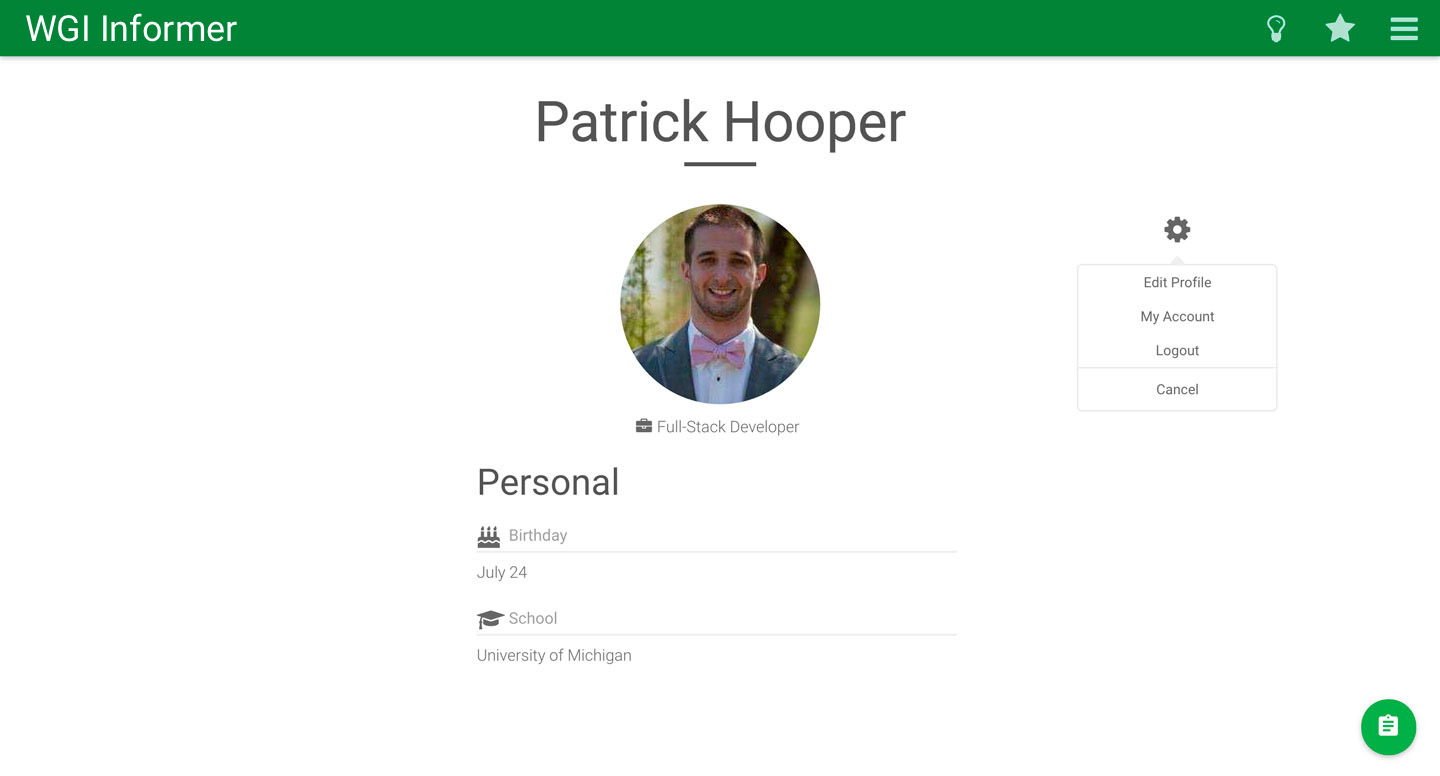 WGI Informer
Patrick Hooper
Edit Profile
My Account
Logout
Cancel
Full-Stack Developer
Personal
Birthday
July 24
School
University of Michigan